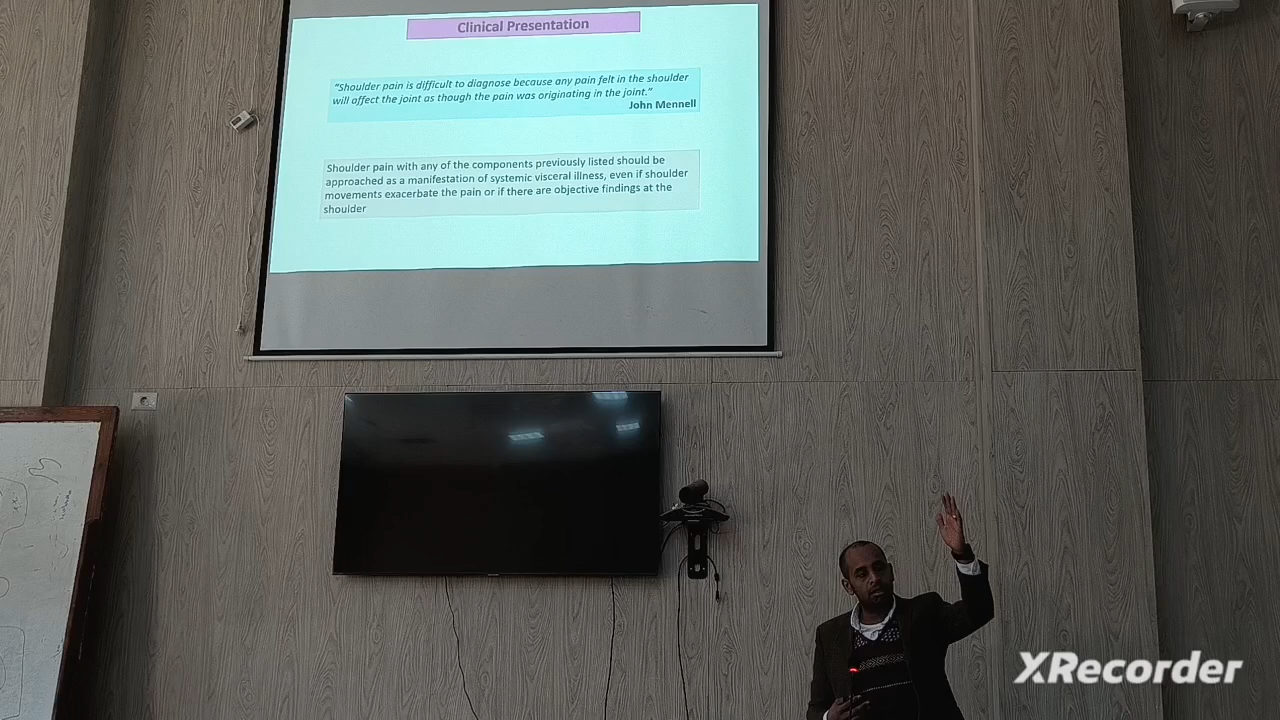 Clinical Presentation
"Shoulder pain is difficult to diagnose because any pain felt in the shoulder
will affect the joint as though the pain was originating in the joint."
John Mennell
Shoulder pain with any of the components previously listed should be
approached as a manifestation of systemic visceral illness, even if shoulder
movements exacerbate the pain or if there are objective findings at the
shoulder
XRecorder